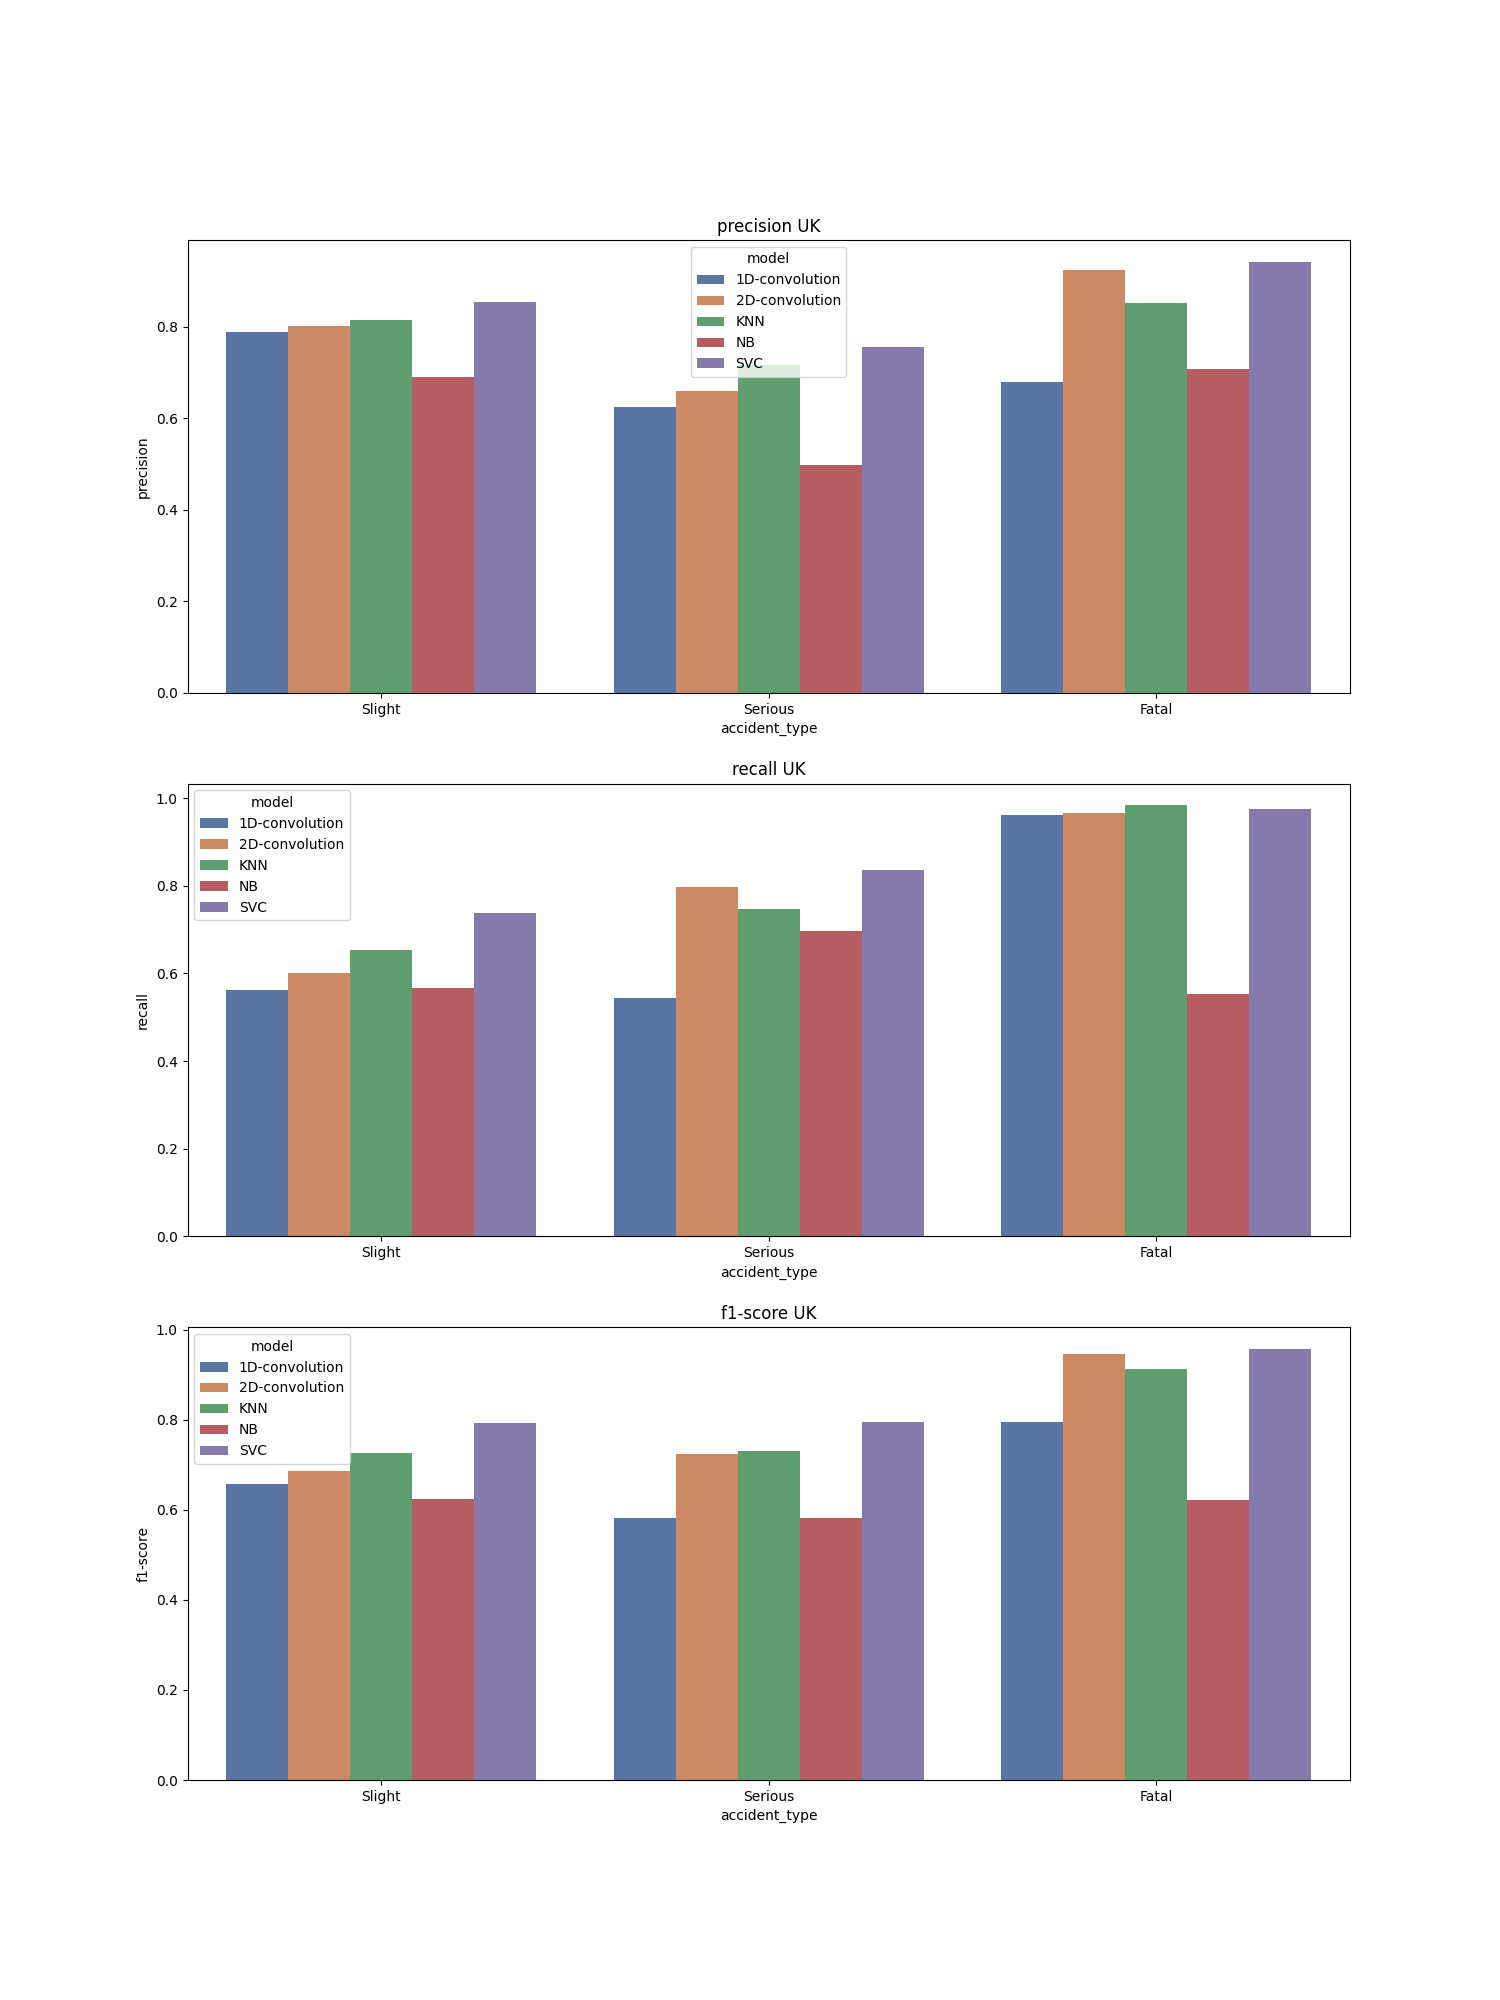 precision UK
model
1D-convolution
2D-convolution
KNN
NB
SVC
0.8
0.6
0.4
0.2
0.0
precision
Slight Serious Fatal
accident_type
recall UK
model
1D-convolution
2D-convolution
KNN
NB
SVC
1.0
0.8
0.6
0.4
0.2
0.0
recall
Slight Serious Fatal
accident_type
f1-score UK
model
1D-convolution
2D-convolution
KNN
NB
SVC
1.0
0.8
0.6
0.4
0.2
0.0
f1-score
Slight Serious Fatal
accident_type